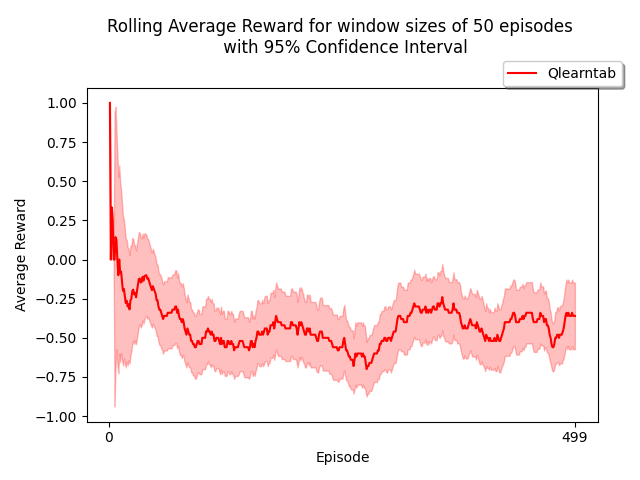 Rolling Average Reward for window sizes of 50 episodes
with 95% Confidence Interval
Qlearntab
1.00
0.75
0.50
0.25
0.00
−0.25
−0.50
−0.75
−1.00
Average Reward
0
499
Episode